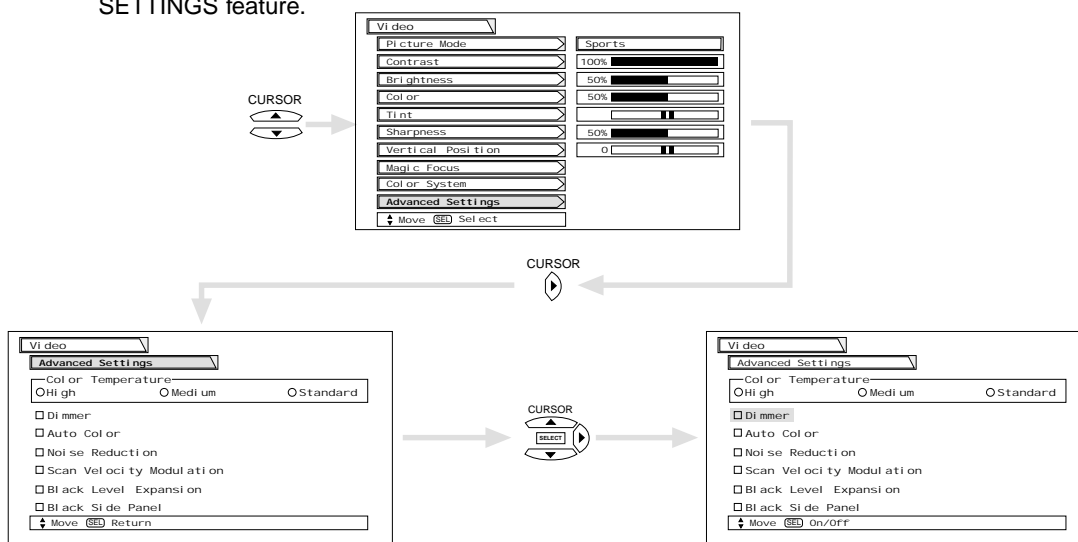 SETTINGS feature.
Video
Picture Mode Sports
Contrast 100%
Brightness 50%
Color 50%
Tint
Sharpness 50%
Vertical Position 0
Magic Focus
Color System
Advanced Settings
Move SEL Select
CURSOR
CURSOR
Video
Advanced Settings
Color Temperature
High Medium Standard
Dimmer
Auto Color
Noise Reduction
Scan Velocity Modulation
Black Level Expansion
Black Side Panel
Move SEL Return
CURSOR
SELECT
Video
Advanced Settings
Color Temperature
High Medium Standard
Dimmer
Auto Color
Noise Reduction
Scan Velocity Modulation
Black Level Expansion
Black Side Panel
Move SEL On/Off